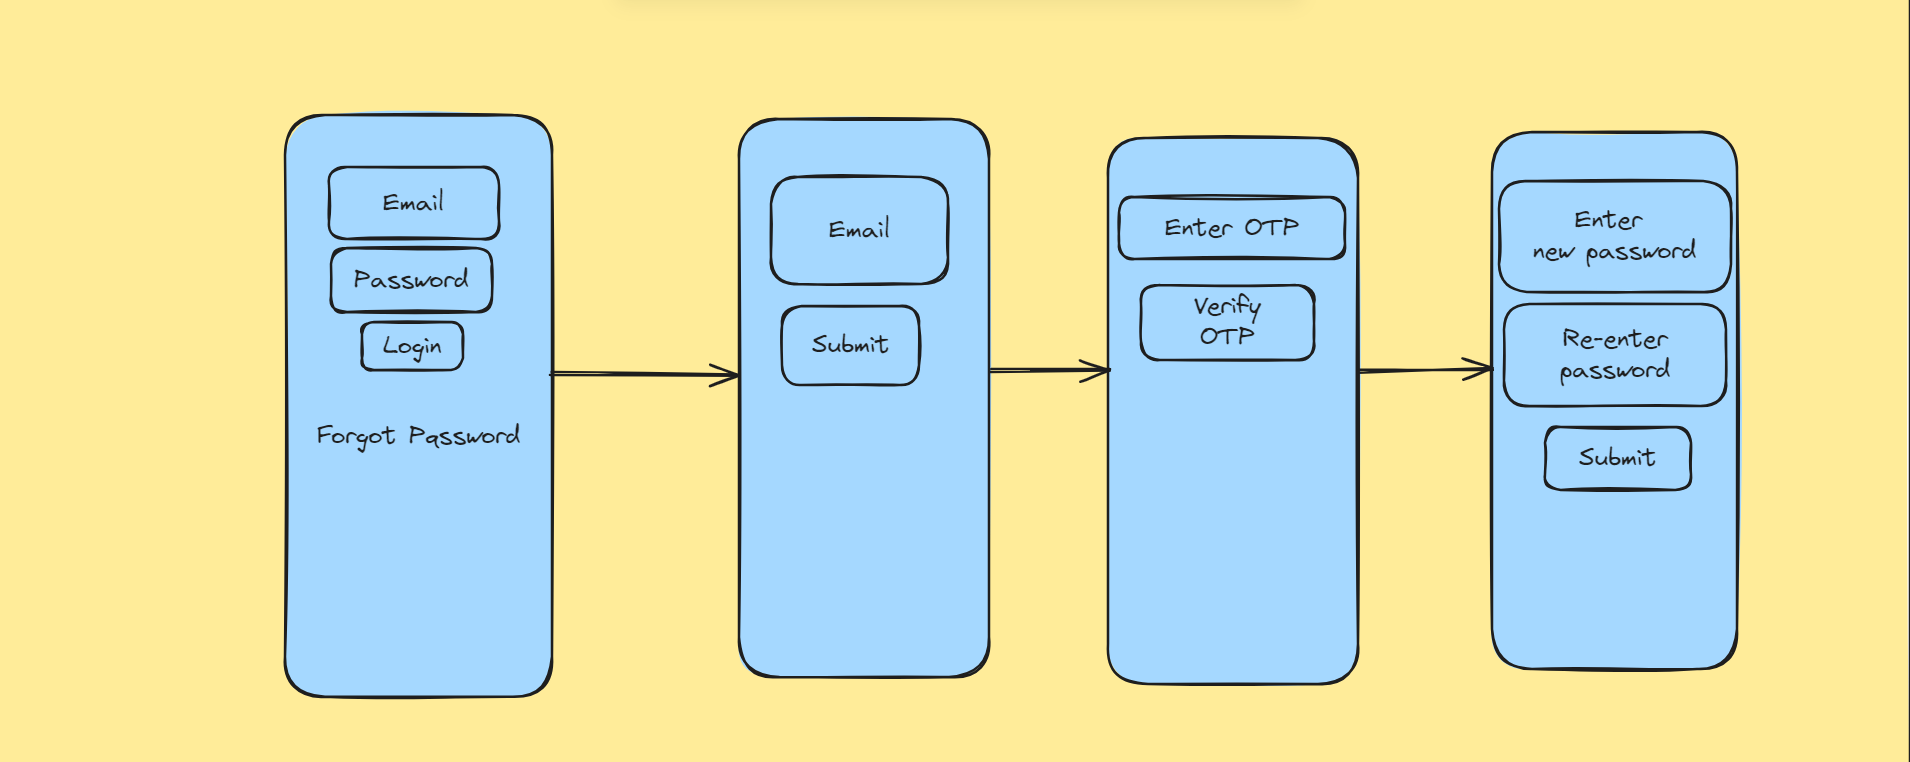 Email
Password
Login
Forgot Password
Email
Submit
Enter OTP
Verify
OTP
Enter
new password
Re-enter
password
Submit